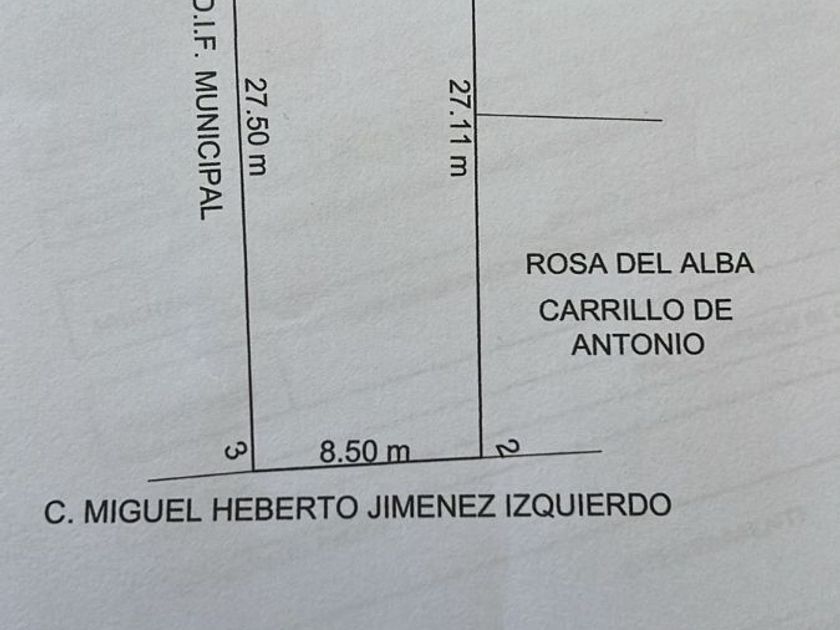 D.I.F. MUNICIPAL
27.50 m
27.11 m
ROSA DEL ALBA
CARRILLO DE
ANTONIO
3
8.50 m
2
C. MIGUEL HEBERTO JIMENEZ IZQUIERDO